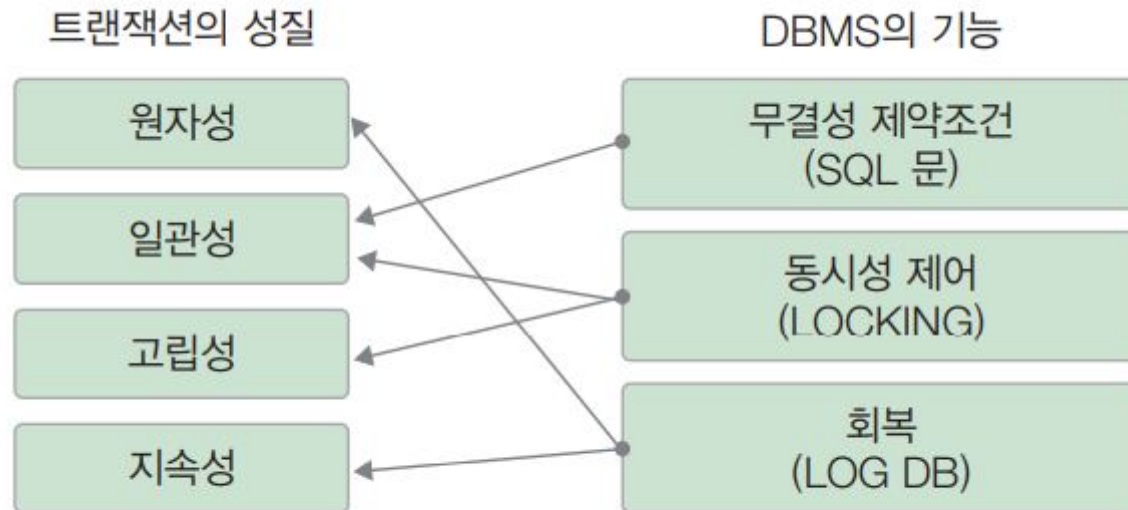 트랜잭션의 성질
원자성
일관성
고립성
지속성
DBMS의 기능
무결성 제약조건
(SQL 문)
동시성 제어
(LOCKING)
회복
(LOG DB)